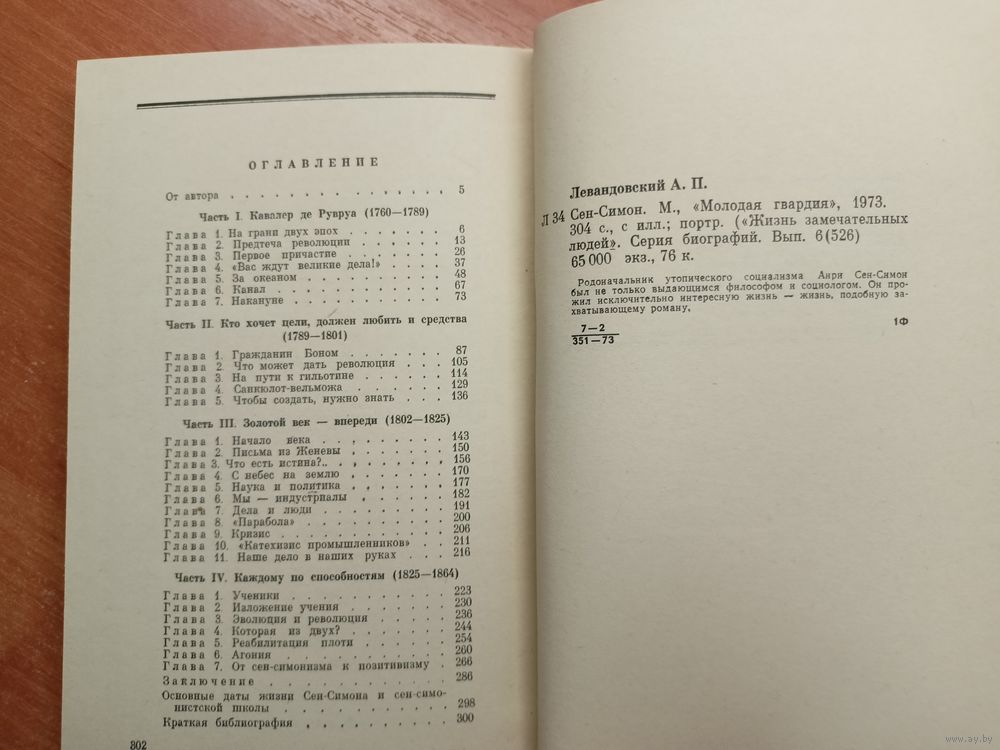 ОГЛАВЛЕНИЕ
От автора . . . . . . . . . . . . . . . 5
Часть I. Кавалер де Рувруа (1760—1789)
Глава 1. На грани двух эпох . . . . . . . 6
Глава 2. Предтеча революции . . . . . . . 13
Глава 3. Первое причастие . . . . . . . 26
Глава 4. «Вас ждут великие дела!» . . . . . 37
Глава 5. За океаном . . . . . . . . . 48
Глава 6. Канал . . . . . . . . . . . 67
Глава 7. Накануне . . . . . . . . . . 73
Часть II. Кто хочет цели, должен любить и средства
(1789—1801)
Глава 1. Гражданин Боном . . . . . . . 87
Глава 2. Что может дать революция . . . 105
Глава 3. На пути к гильотине . . . . . . 114
Глава 4. Санкюлот-вельможа . . . . . . 129
Глава 5. Чтобы создать, нужно знать . . . 136
Часть III. Золотой век — впереди (1802—1825)
Глава 1. Начало века . . . . . . . . 143
Глава 2. Письма из Женевы . . . . . . 150
Глава 3. Что есть истина?.. . . . . . . . 156
Глава 4. С небес на землю . . . . . . . 170
Глава 5. Наука и политика . . . . . . . 177
Глава 6. Мы — индустриалы . . . . . . 182
Глава 7. Дела и люди . . . . . . . . 191
Глава 8. «Парабола» . . . . . . . . . 200
Глава 9. Кризис . . . . . . . . . . 206
Глава 10. «Катехизис промышленников» . . 211
Глава 11. Наше дело в наших руках . . . 216
Часть IV. Каждому по способностям (1825—1864)
Глава 1. Ученики . . . . . . . . . . 223
Глава 2. Изложение учения . . . . . . 230
Глава 3. Эволюция и революция . . . . . 236
Глава 4. Которая из двух? . . . . . . . 244
Глава 5. Реабилитация плоти . . . . . . 254
Глава 6. Агония . . . . . . . . . . 260
Глава 7. От сен-симонизма к позитивизму . 266
Заключение . . . . . . . . . . . . 286
Основные даты жизни Сен-Симона и сен-симо-
нистской школы . . . . . . . . . . . 298
Краткая библиография . . . . . . . . . 300
302
Левандовский А. П.
Л 34 Сен-Симон. М., «Молодая гвардия», 1973.
304 с., с илл.; портр. («Жизнь замечательных
людей». Серия биографий. Вып. 6(526)
65 000 экз., 76 к.
Родоначальник утопического социализма Анри Сен-Симон
был не только выдающимся философом и социологом. Он про-
жил исключительно интересную жизнь — жизнь, подобную за-
хватывающему роману,
7—2
351—73
1Ф
www.ay.by